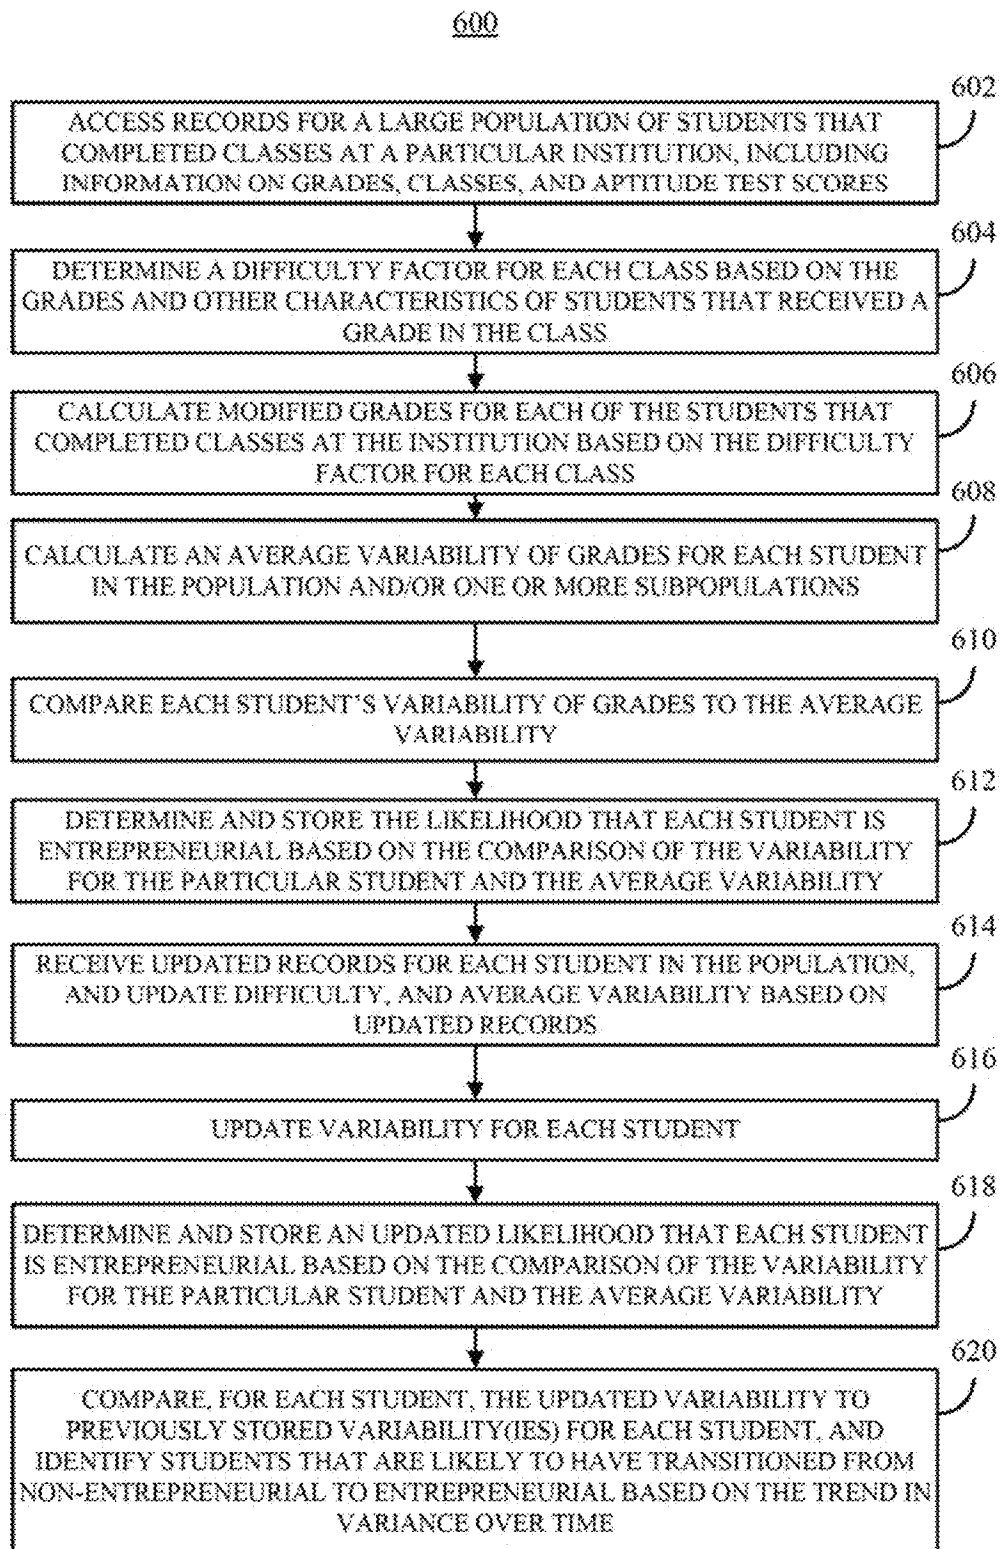 600
602
ACCESS RECORDS FOR A LARGE POPULATION OF STUDENTS THAT
COMPLETED CLASSES AT A PARTICULAR INSTITUTION, INCLUDING
INFORMATION ON GRADES, CLASSES, AND APTITUDE TEST SCORES
604
DETERMINE A DIFFICULTY FACTOR FOR EACH CLASS BASED ON THE
GRADES AND OTHER CHARACTERISTICS OF STUDENTS THAT RECEIVED A
GRADE IN THE CLASS
606
CALCULATE MODIFIED GRADES FOR EACH OF THE STUDENTS THAT
COMPLETED CLASSES AT THE INSTITUTION BASED ON THE DIFFICULTY
FACTOR FOR EACH CLASS
608
CALCULATE AN AVERAGE VARIABILITY OF GRADES FOR EACH STUDENT
IN THE POPULATION AND/OR ONE OR MORE SUBPOPULATIONS
610
COMPARE EACH STUDENT'S VARIABILITY OF GRADES TO THE AVERAGE
VARIABILITY
612
DETERMINE AND STORE THE LIKELIHOOD THAT EACH STUDENT IS
ENTREPRENEURIAL BASED ON THE COMPARISON OF THE VARIABILITY
FOR THE PARTICULAR STUDENT AND THE AVERAGE VARIABILITY
614
RECEIVE UPDATED RECORDS FOR EACH STUDENT IN THE POPULATION,
AND UPDATE DIFFICULTY, AND AVERAGE VARIABILITY BASED ON
UPDATED RECORDS
616
UPDATE VARIABILITY FOR EACH STUDENT
618
DETERMINE AND STORE AN UPDATED LIKELIHOOD THAT EACH STUDENT
IS ENTREPRENEURIAL BASED ON THE COMPARISON OF THE VARIABILITY
FOR THE PARTICULAR STUDENT AND THE AVERAGE VARIABILITY
620
COMPARE, FOR EACH STUDENT, THE UPDATED VARIABILITY TO
PREVIOUSLY STORED VARIABILITY(IES) FOR EACH STUDENT, AND
IDENTIFY STUDENTS THAT ARE LIKELY TO HAVE TRANSITIONED FROM
NON-ENTREPRENEURIAL TO ENTREPRENEURIAL BASED ON THE TREND IN
VARIANCE OVER TIME